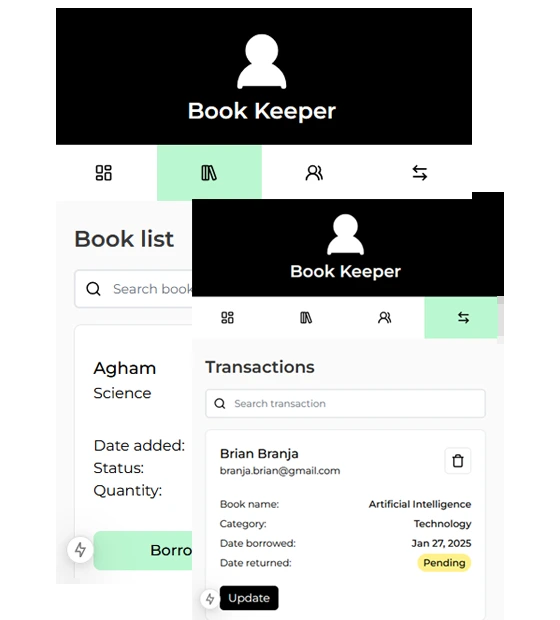 Book Keeper
Book list
Search book
Agham
Science
Date added:
Status:
Quantity:
Borro
Book Keeper
Transactions
Search transaction
Brian Branja
branja.brian@gmail.com
Book name: Artificial Intelligence
Category: Technology
Date borrowed: Jan 27, 2025
Date returned: Pending
Update